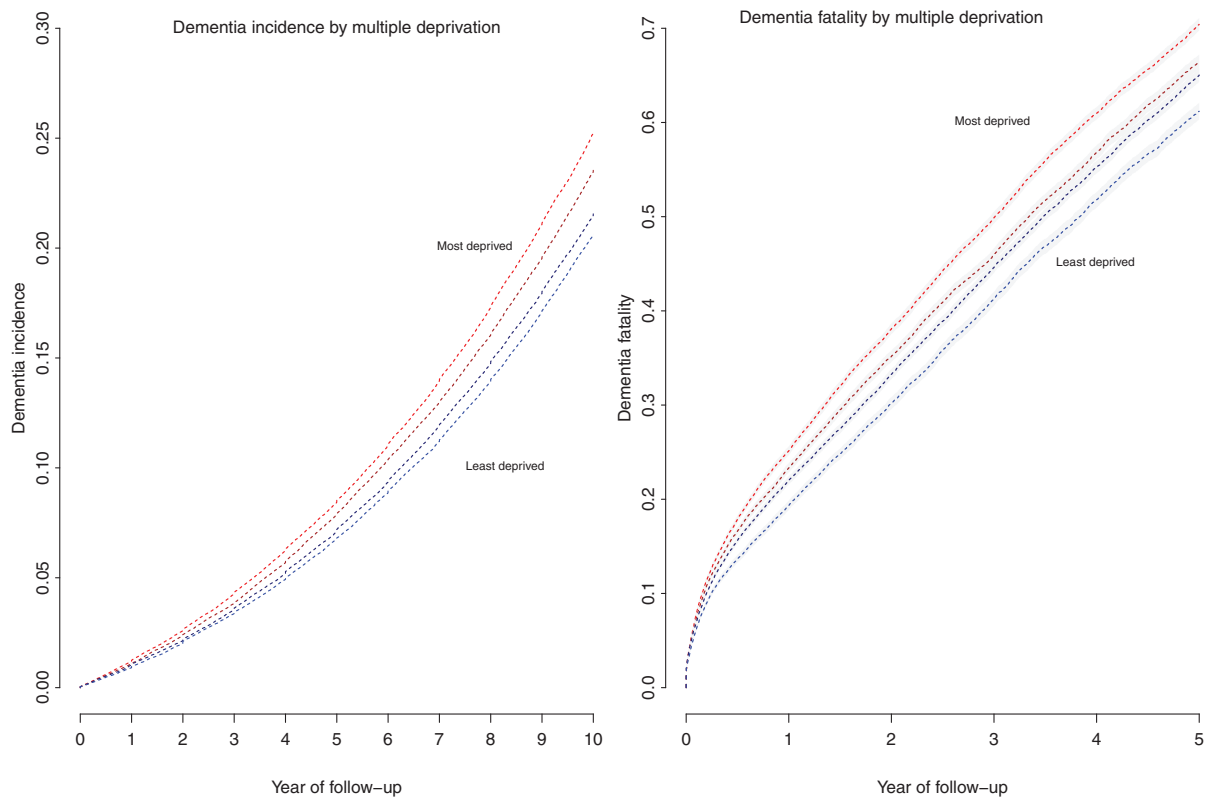 Dementia incidence by multiple deprivation
0.30
0.25
0.20
0.15
0.10
0.05
0.00
Dementia incidence
Most deprived
Least deprived
0 1 2 3 4 5 6 7 8 9 10
Year of follow−up
Dementia fatality by multiple deprivation
0.7
0.6
0.5
0.4
0.3
0.2
0.1
0.0
Dementia fatality
Most deprived
Least deprived
0 1 2 3 4 5
Year of follow−up